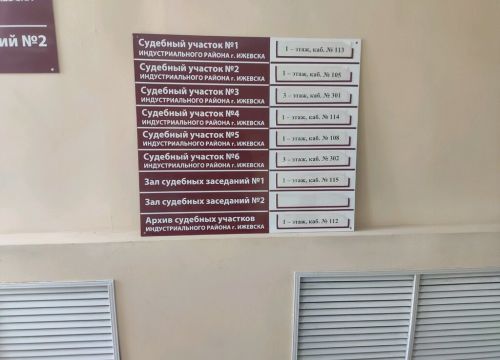 ий №2
Судебный участок №1
ИНДУСТРИАЛЬНОГО РАЙОНА г. ИЖЕВСКА
1 – этаж, каб. № 113
Судебный участок №2
ИНДУСТРИАЛЬНОГО РАЙОНА г. ИЖЕВСКА
1 – этаж, каб. № 105
Судебный участок №3
ИНДУСТРИАЛЬНОГО РАЙОНА г. ИЖЕВСКА
3 – этаж, каб. № 301
Судебный участок №4
ИНДУСТРИАЛЬНОГО РАЙОНА г. ИЖЕВСКА
1 – этаж, каб. № 114
Судебный участок №5
ИНДУСТРИАЛЬНОГО РАЙОНА г. ИЖЕВСКА
1 – этаж, каб. № 108
Судебный участок №6
ИНДУСТРИАЛЬНОГО РАЙОНА г. ИЖЕВСКА
3 – этаж, каб. № 302
Зал судебных заседаний №1
1 – этаж, каб. № 115
Зал судебных заседаний №2
Архив судебных участков
ИНДУСТРИАЛЬНОГО РАЙОНА г. ИЖЕВСКА
1 – этаж, каб. № 112